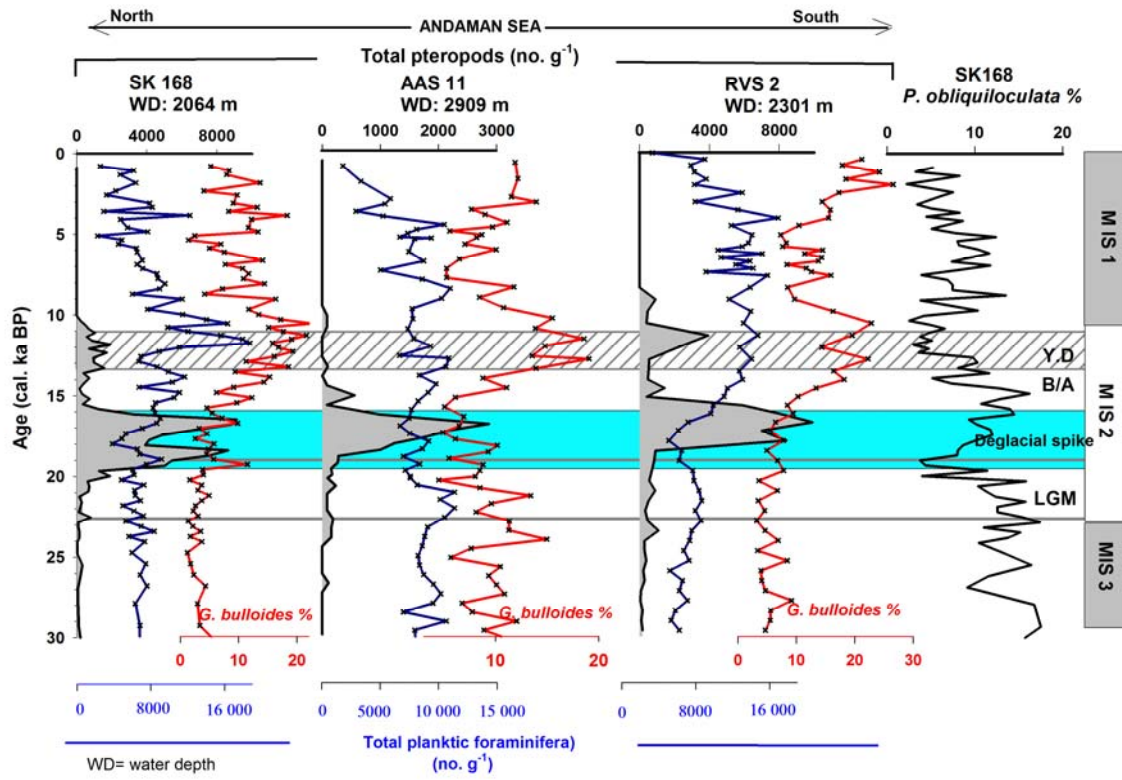 North
South
ANDAMAN SEA
Total pteropods (no. g⁻¹)
SK 168
WD: 2064 m
AAS 11
WD: 2909 m
RVS 2
WD: 2301 m
SK168
P. obliquiloculata %
0 4000 8000
0 1000 2000 3000
0 4000 8000
0 10 20
Age (cal. ka BP)
0
5
10
15
20
25
30
MIS 1
Y.D
B/A
MIS 2
Deglacial spike
LGM
MIS 3
G. bulloides %
G. bulloides %
0 10 20
10 20
0 10 20 30
0 8000 16 000
0 5000 10 000 15 000
0 8000 16 000
Total planktic foraminifera)
(no. g⁻¹)
WD= water depth